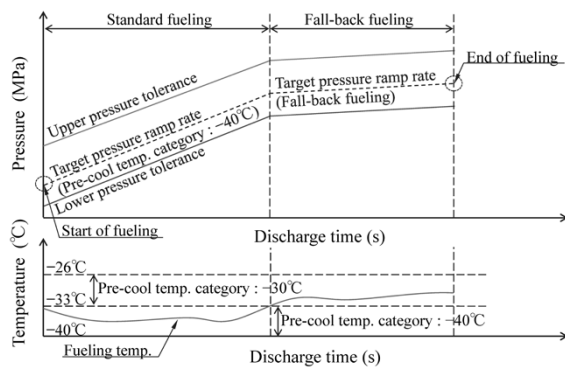 Standard fueling
Fall-back fueling
Pressure (MPa)
Upper pressure tolerance
Target pressure ramp rate
(Pre-cool temp. category : −40℃)
Lower pressure tolerance
Target pressure ramp rate
(Fall-back fueling)
End of fueling
Start of fueling
Discharge time (s)
Temperature (℃)
−26℃
Pre-cool temp. category : −30℃
−33℃
Pre-cool temp. category : −40℃
−40℃
Fueling temp.
Discharge time (s)